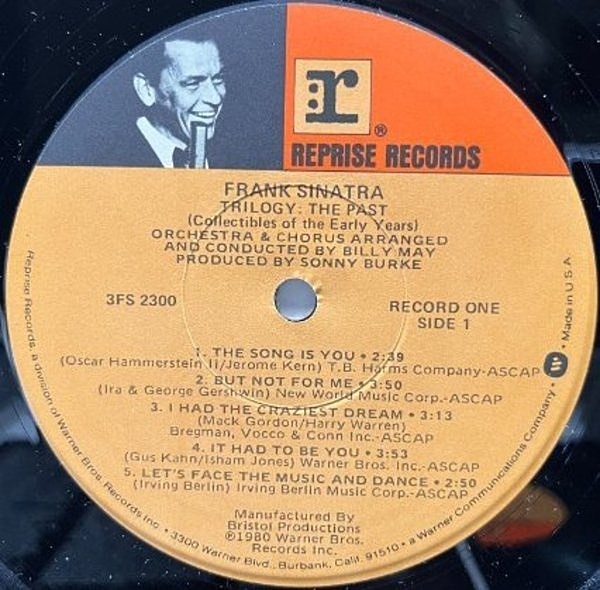 r
®
REPRISE RECORDS
FRANK SINATRA
TRILOGY: THE PAST
(Collectibles of the Early Years)
ORCHESTRA & CHORUS ARRANGED
AND CONDUCTED BY BILLY MAY
PRODUCED BY SONNY BURKE
3FS 2300
RECORD ONE
SIDE 1
1. THE SONG IS YOU • 2:39
(Oscar Hammerstein II/Jerome Kern) T.B. Harms Company-ASCAP
2. BUT NOT FOR ME • 3:50
(Ira & George Gershwin) New World Music Corp.-ASCAP
3. I HAD THE CRAZIEST DREAM • 3:13
(Mack Gordon/Harry Warren)
Bregman, Vocco & Conn Inc.-ASCAP
4. IT HAD TO BE YOU • 3:53
(Gus Kahn/Isham Jones) Warner Bros. Inc.-ASCAP
5. LET'S FACE THE MUSIC AND DANCE • 2:50
(Irving Berlin) Irving Berlin Music Corp.-ASCAP
Manufactured By
Bristol Productions
℗1980 Warner Bros.
Records Inc.
Reprise Records, a division of Warner Bros. Records Inc. • 3300 Warner Blvd., Burbank, Calif. 91510 • a Warner Communications Company • W • Made in U.S.A.